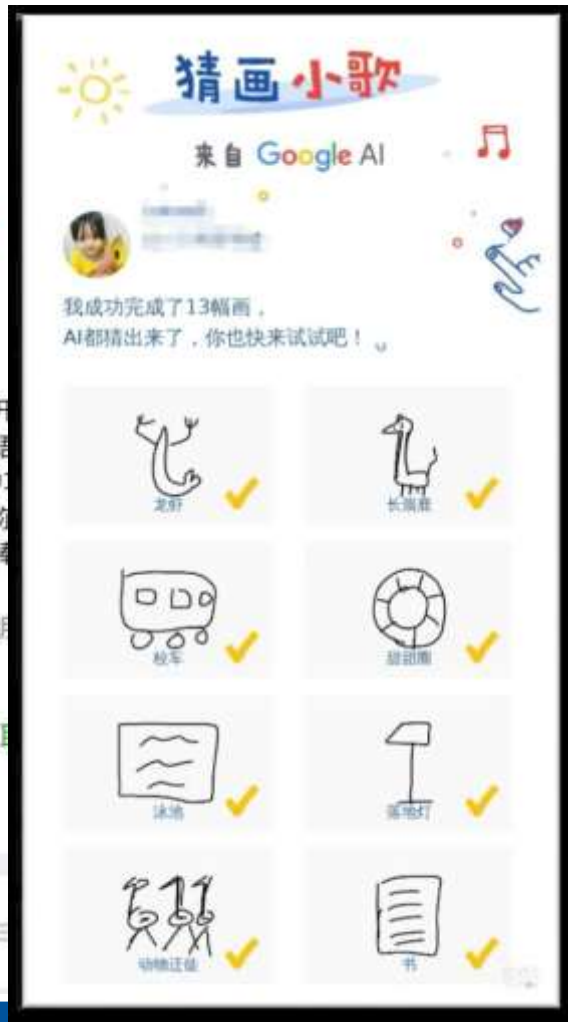 猜画小歌
来自 Google AI
我成功完成了13幅画，
AI都猜出来了，你也快来试试吧！
龙虾
长颈鹿
校车
甜甜圈
泳池
落地灯
动物迁徙
书